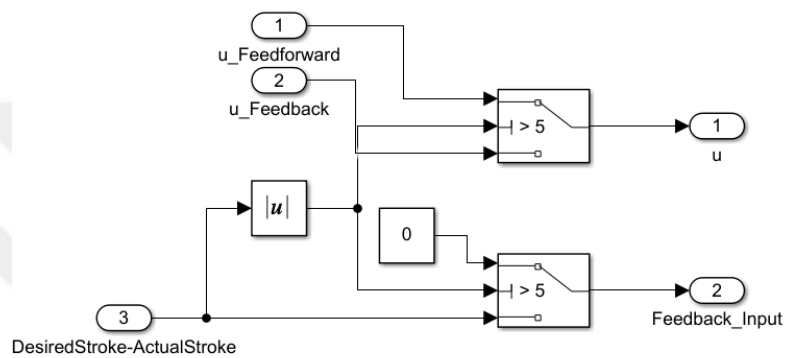 1
u_Feedforward
2
u_Feedback
> 5
1
u
|u|
0
> 5
2
Feedback_Input
3
DesiredStroke-ActualStroke